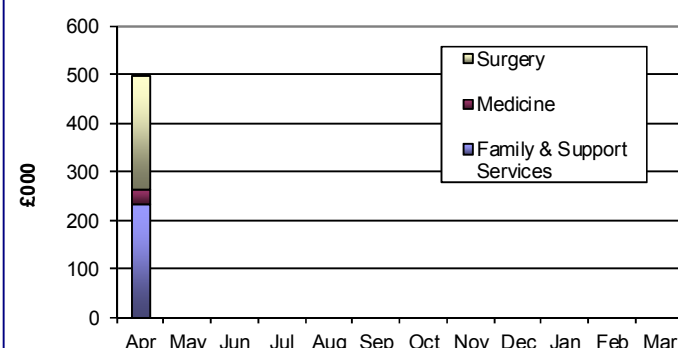 600
500
400
300
200
100
0
£000
Surgery
Medicine
Family & Support
Services
Apr May Jun Jul Aug Sep Oct Nov Dec Jan Feb Mar